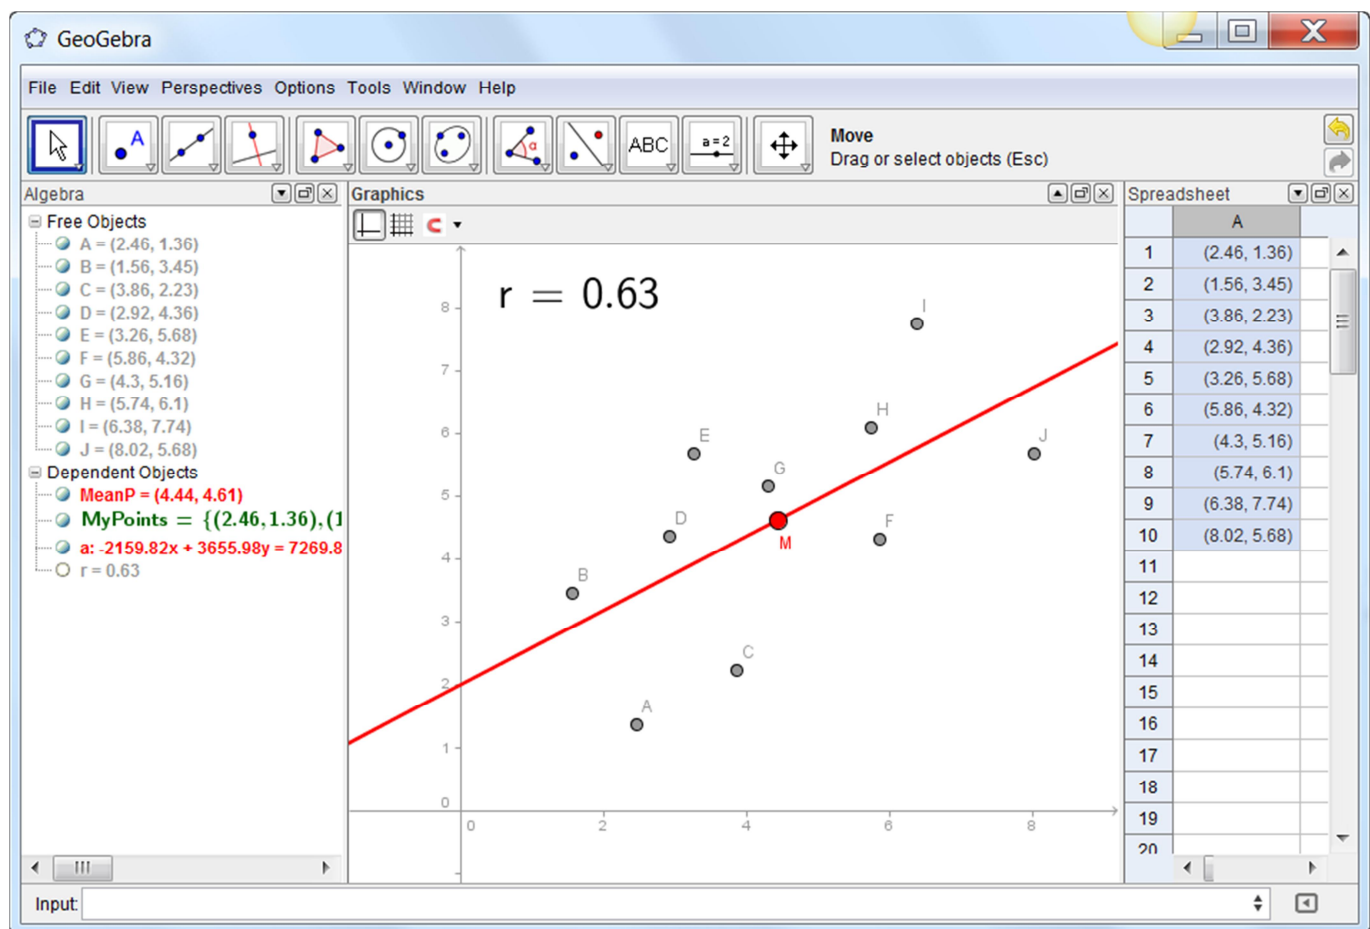 GeoGebra
File Edit View Perspectives Options Tools Window Help
A
α
ABC
a=2
Move
Drag or select objects (Esc)
Algebra
Free Objects
A = (2.46, 1.36)
B = (1.56, 3.45)
C = (3.86, 2.23)
D = (2.92, 4.36)
E = (3.26, 5.68)
F = (5.86, 4.32)
G = (4.3, 5.16)
H = (5.74, 6.1)
I = (6.38, 7.74)
J = (8.02, 5.68)
Dependent Objects
MeanP = (4.44, 4.61)
MyPoints = {(2.46,1.36),(1
a: -2159.82x + 3655.98y = 7269.8
r = 0.63
Graphics
r = 0.63
8
7
6
5
4
3
2
1
0
0 2 4 6 8
I
H
E
J
G
D
F
M
B
C
A
Spreadsheet
A
1 (2.46, 1.36)
2 (1.56, 3.45)
3 (3.86, 2.23)
4 (2.92, 4.36)
5 (3.26, 5.68)
6 (5.86, 4.32)
7 (4.3, 5.16)
8 (5.74, 6.1)
9 (6.38, 7.74)
10 (8.02, 5.68)
11
12
13
14
15
16
17
18
19
20
Input: